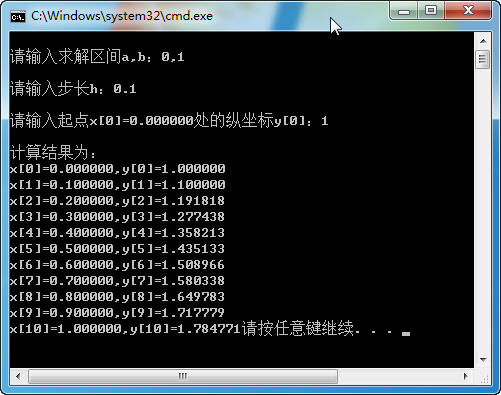 C:\Windows\system32\cmd.exe
请输入求解区间a,b：0,1
请输入步长h：0.1
请输入起点x[0]=0.000000处的纵坐标y[0]：1
计算结果为：
x[0]=0.000000,y[0]=1.000000
x[1]=0.100000,y[1]=1.100000
x[2]=0.200000,y[2]=1.191818
x[3]=0.300000,y[3]=1.277438
x[4]=0.400000,y[4]=1.358213
x[5]=0.500000,y[5]=1.435133
x[6]=0.600000,y[6]=1.508966
x[7]=0.700000,y[7]=1.580338
x[8]=0.800000,y[8]=1.649783
x[9]=0.900000,y[9]=1.717779
x[10]=1.000000,y[10]=1.784771请按任意键继续. . .